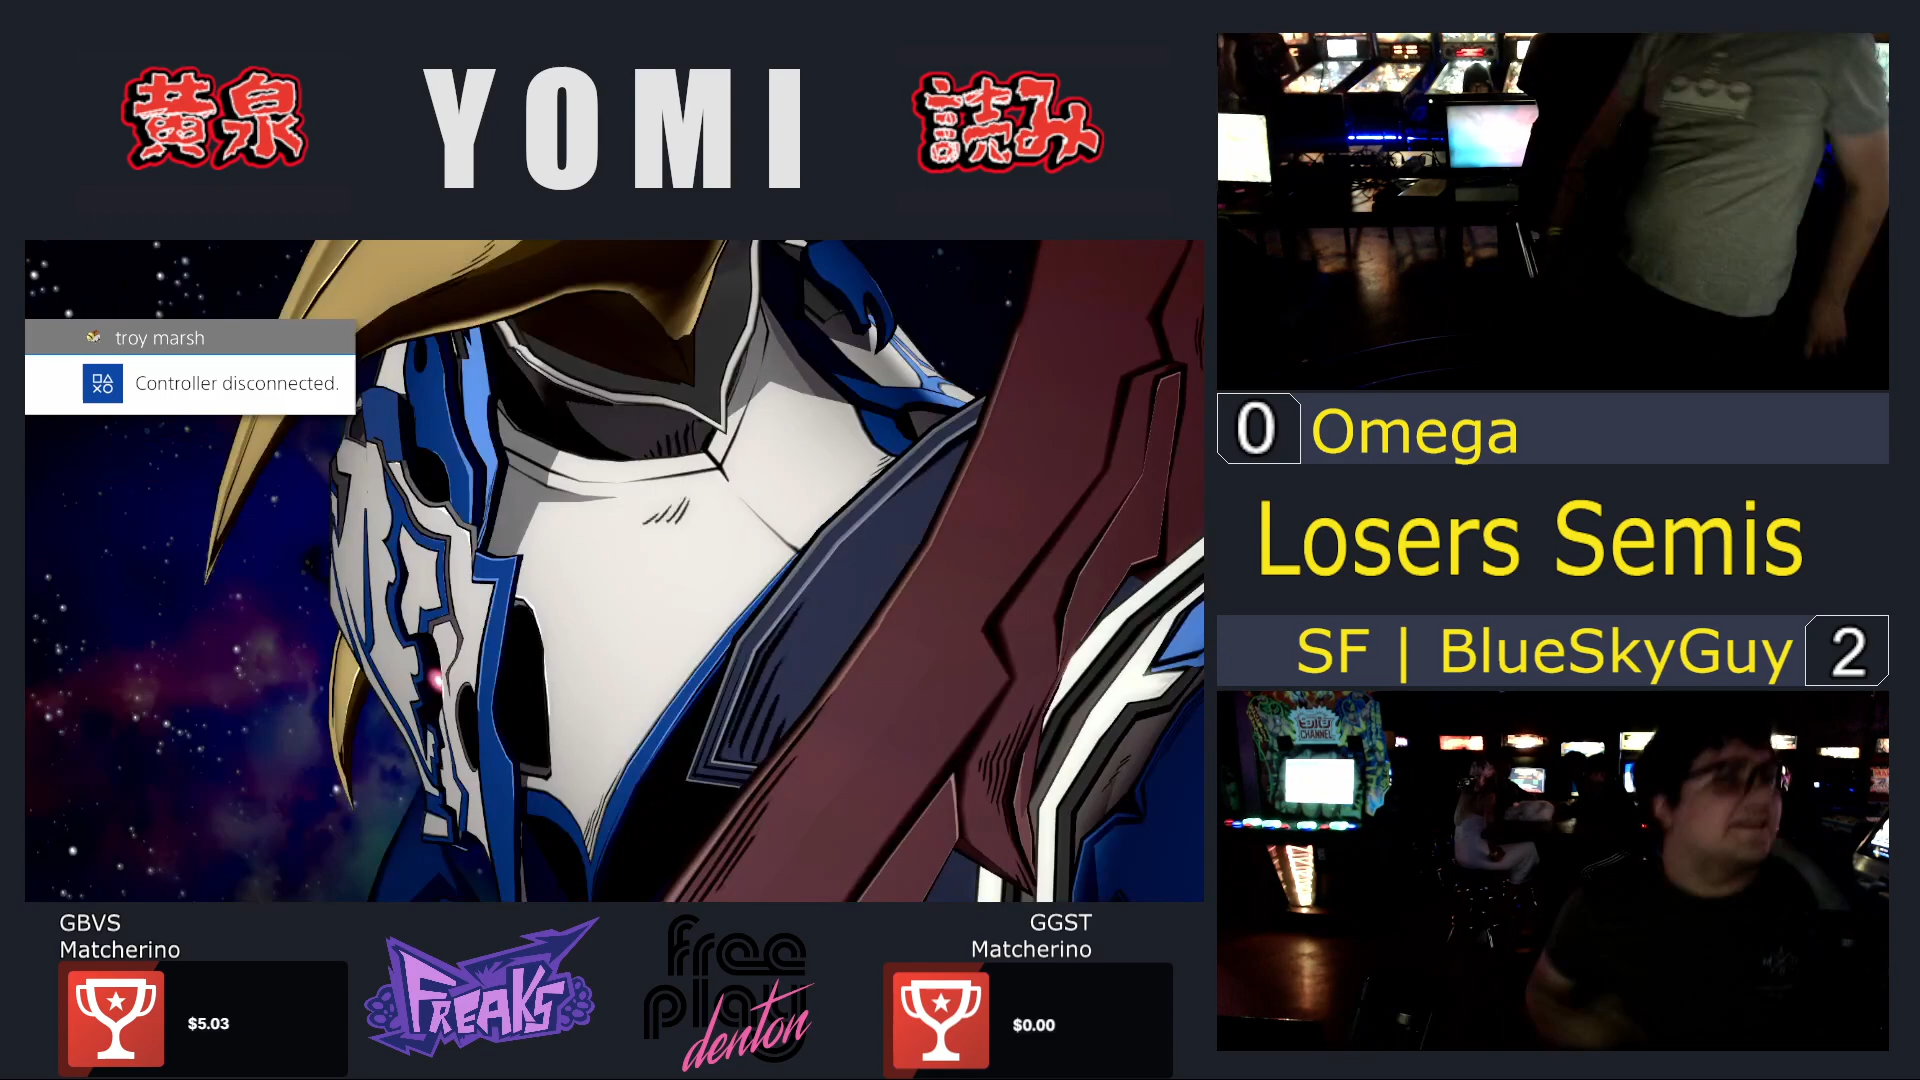 黄泉
YOMI
読み
troy marsh
Controller disconnected.
0
Omega
Losers Semis
SF | BlueSkyGuy
2
GBVS
Matcherino
$5.03
FREAKS
free
play
denton
GGST
Matcherino
$0.00
CHANNEL